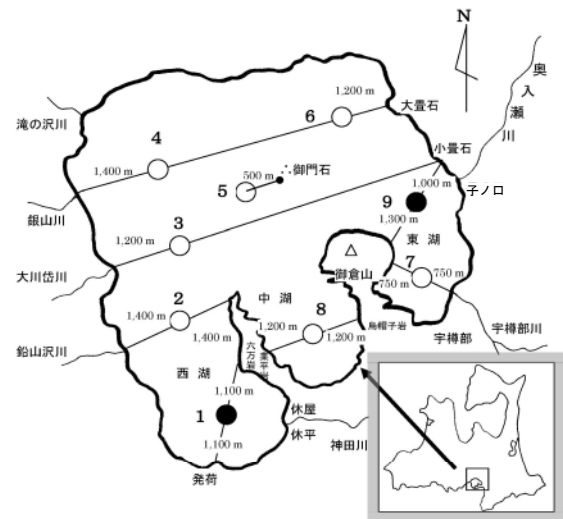 N
奥入瀬川
1,200 m
大畳石
滝の沢川
6
小畳石
4
1,400 m
御門石
500 m
5
子ノ口
1,000 m
9
銀山川
3
1,300 m
東湖
1,200 m
7
大川岱川
御倉山
750 m
750 m
2
中湖
8
1,400 m
1,400 m
1,200 m
1,200 m
烏帽子岩
宇樽部
宇樽部川
鉛山沢川
六方岩
業平岩
西湖
1,100 m
1
休屋
休平
神田川
1,100 m
発荷